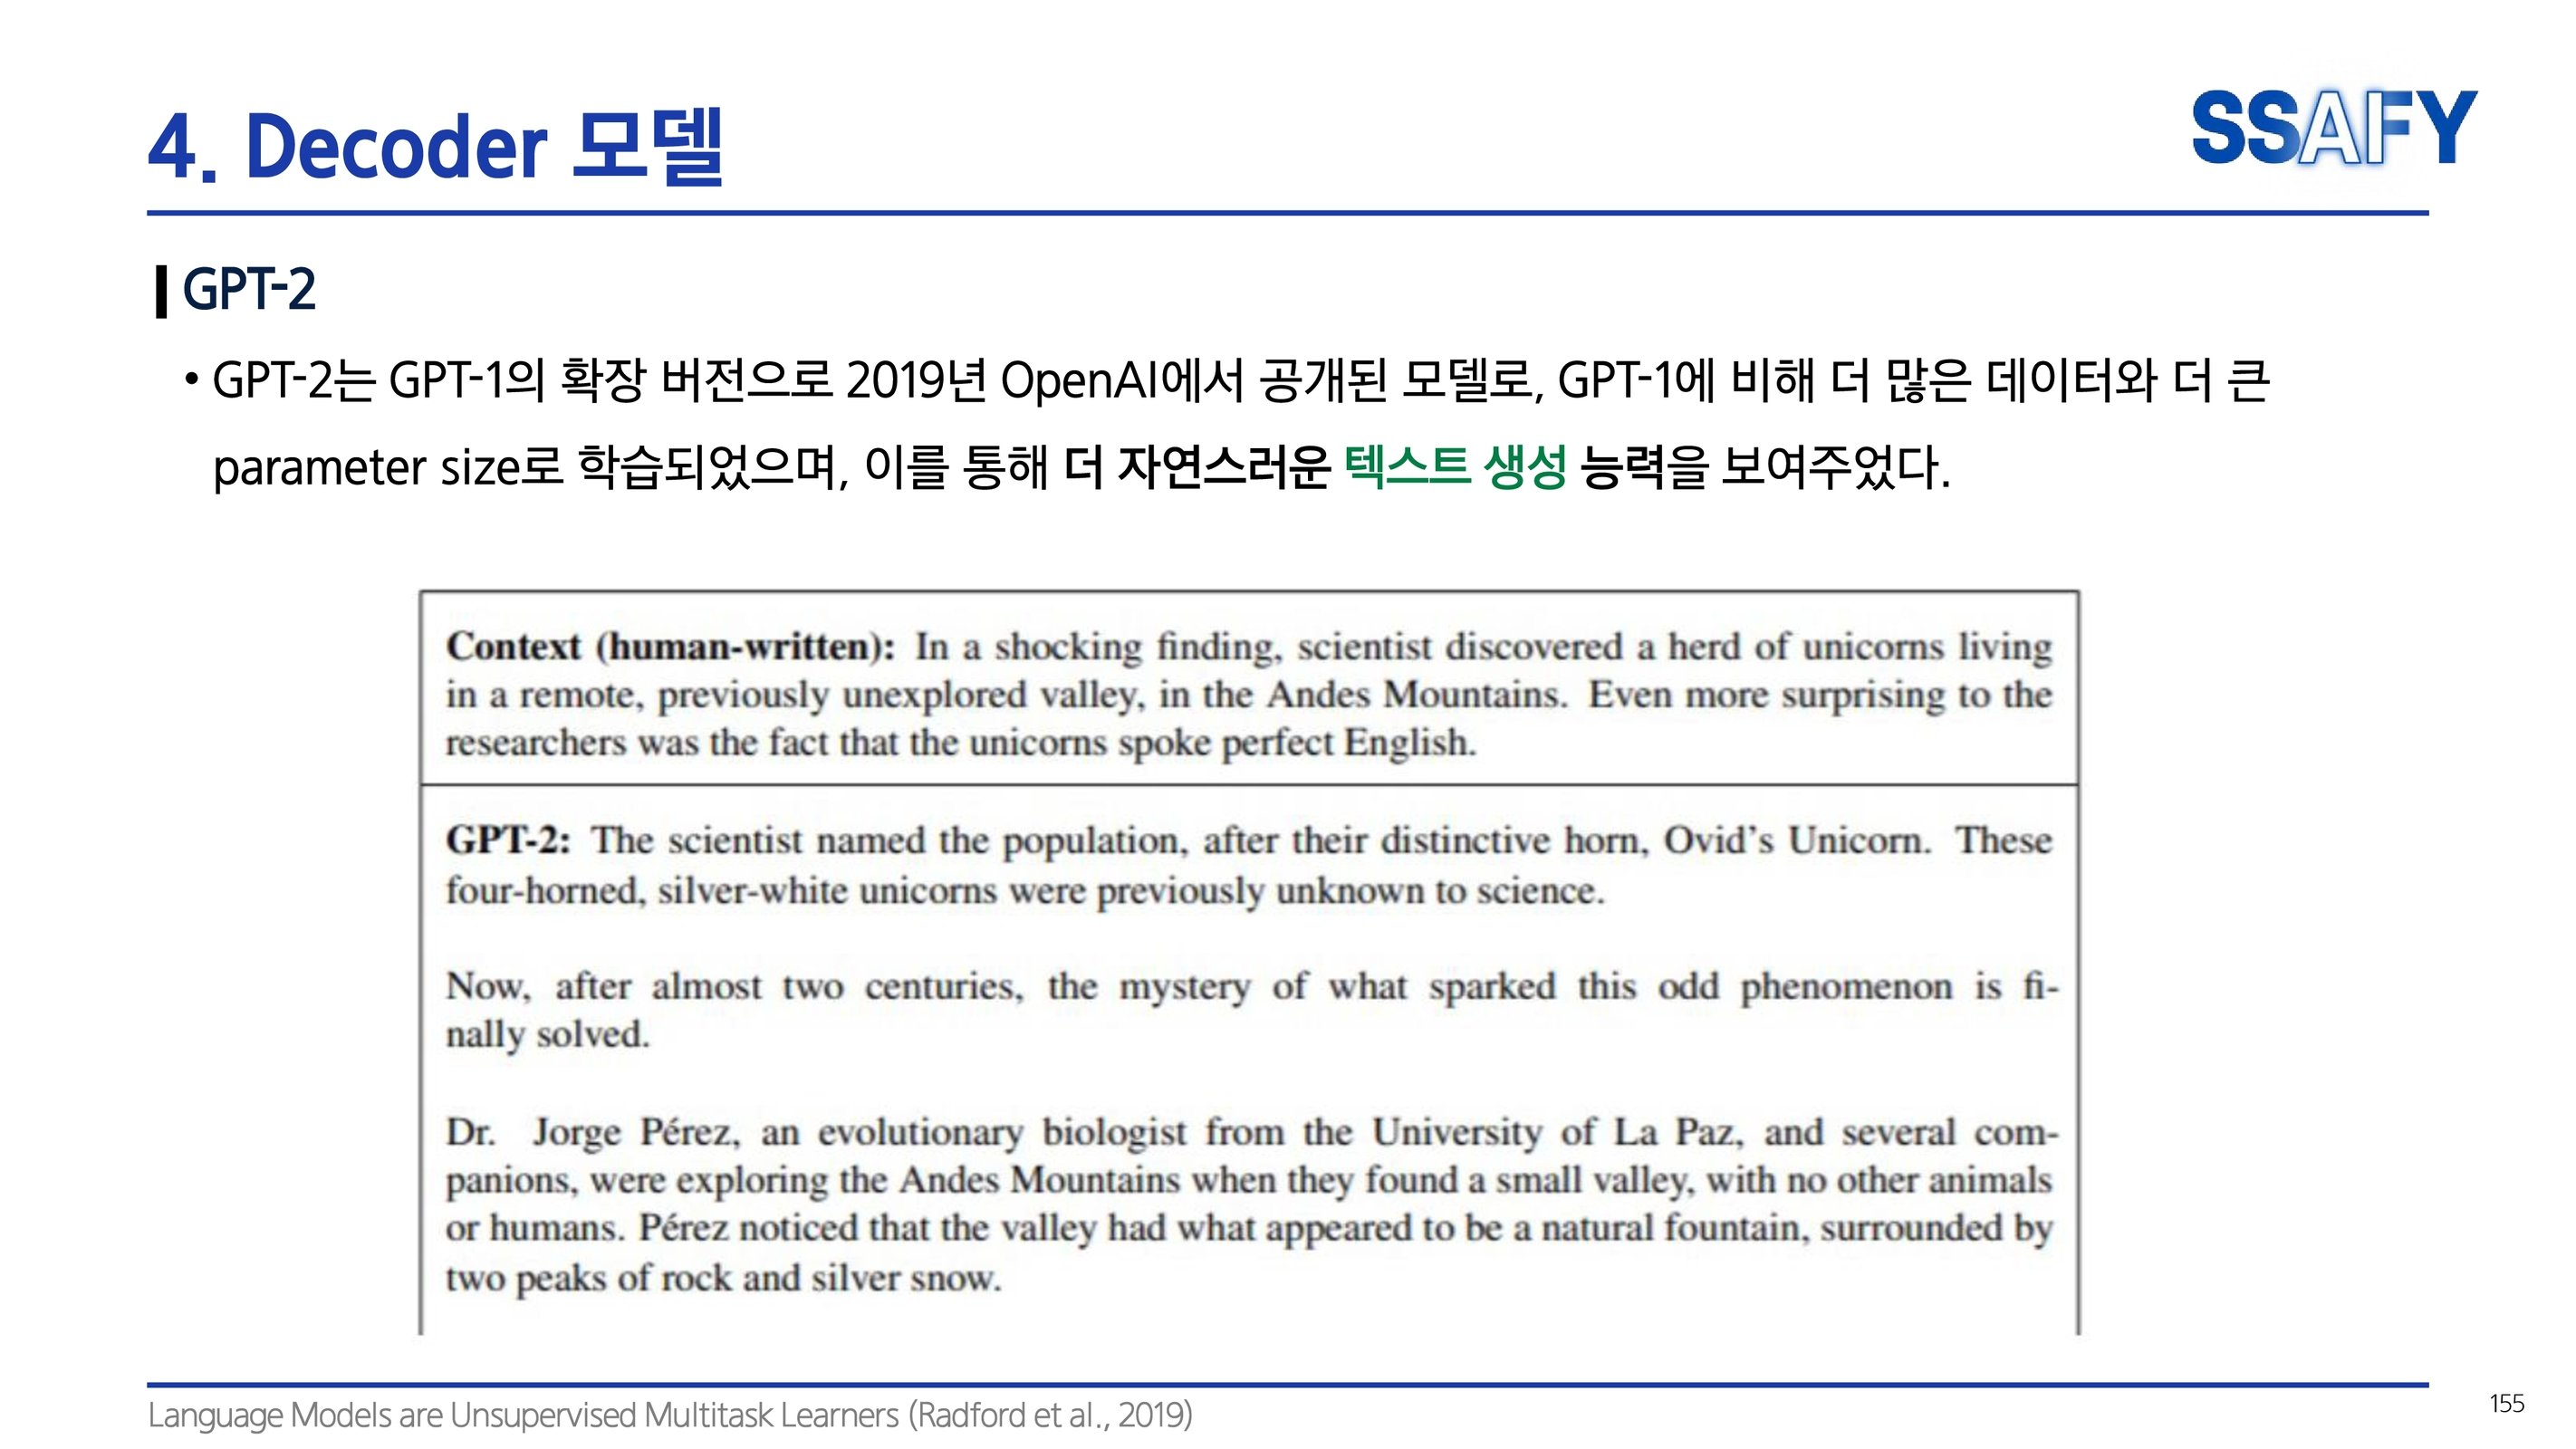 4. Decoder 모델
SSAFY
GPT-2
• GPT-2는 GPT-1의 확장 버전으로 2019년 OpenAI에서 공개된 모델로, GPT-1에 비해 더 많은 데이터와 더 큰
parameter size로 학습되었으며, 이를 통해 더 자연스러운 텍스트 생성 능력을 보여주었다.
Context (human-written): In a shocking finding, scientist discovered a herd of unicorns living
in a remote, previously unexplored valley, in the Andes Mountains. Even more surprising to the
researchers was the fact that the unicorns spoke perfect English.
GPT-2: The scientist named the population, after their distinctive horn, Ovid's Unicorn. These
four-horned, silver-white unicorns were previously unknown to science.
Now, after almost two centuries, the mystery of what sparked this odd phenomenon is fi-
nally solved.
Dr. Jorge Pérez, an evolutionary biologist from the University of La Paz, and several com-
panions, were exploring the Andes Mountains when they found a small valley, with no other animals
or humans. Pérez noticed that the valley had what appeared to be a natural fountain, surrounded by
two peaks of rock and silver snow.
Language Models are Unsupervised Multitask Learners (Radford et al., 2019)
155